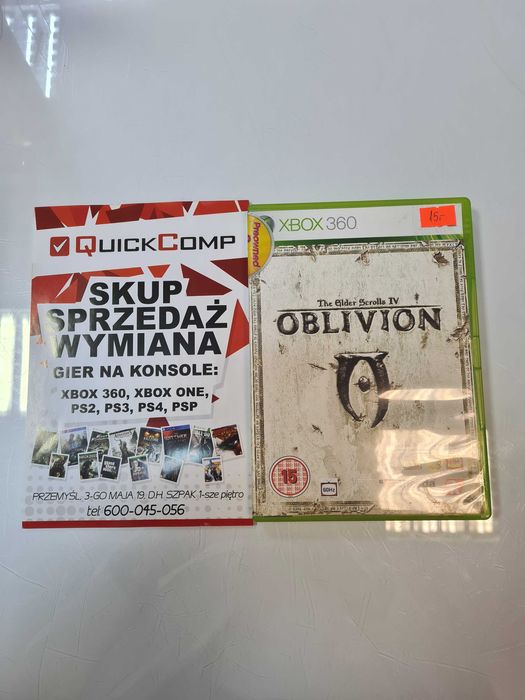 QUICKCOMP
SKUP
SPRZEDAŻ
WYMIANA
GIER NA KONSOLE:
XBOX 360, XBOX ONE,
PS2, PS3, PS4, PSP
PRZEMYŚL, 3-GO MAJA 19, D.H. SZPAK 1-sze piętro
tel: 600-045-056
Preowned
XBOX 360
15,-
The Elder Scrolls IV
OBLIVION
15
60Hz